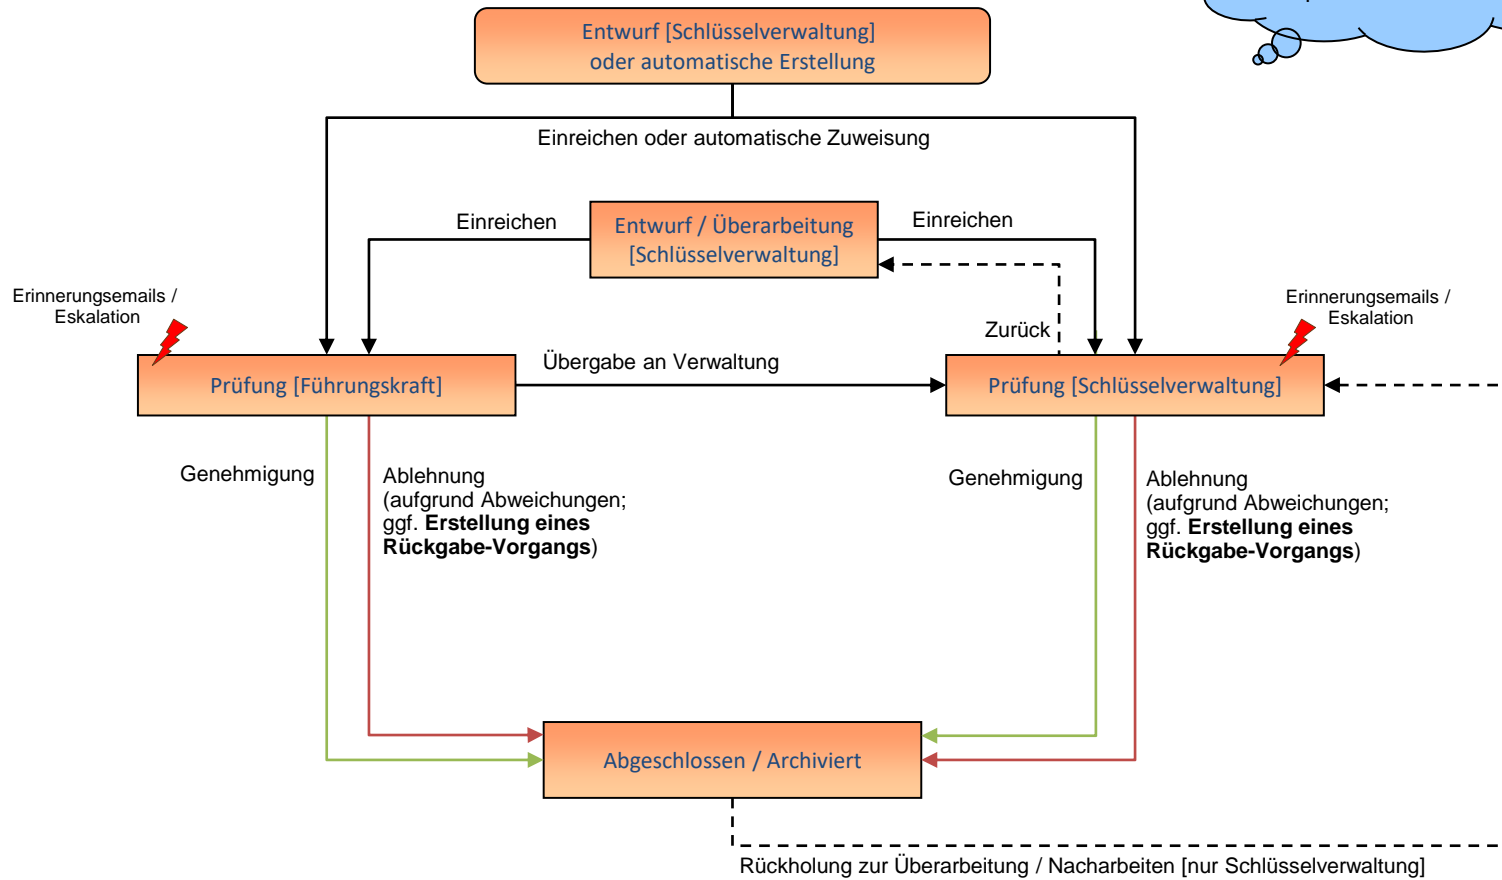 Entwurf [Schlüsselverwaltung]
oder automatische Erstellung
Einreichen oder automatische Zuweisung
Einreichen
Entwurf / Überarbeitung
[Schlüsselverwaltung]
Einreichen
Erinnerungsemails /
Eskalation
Erinnerungsemails /
Eskalation
Zurück
Prüfung [Führungskraft]
Übergabe an Verwaltung
Prüfung [Schlüsselverwaltung]
Genehmigung
Ablehnung
(aufgrund Abweichungen;
ggf. Erstellung eines
Rückgabe-Vorgangs)
Genehmigung
Ablehnung
(aufgrund Abweichungen;
ggf. Erstellung eines
Rückgabe-Vorgangs)
Abgeschlossen / Archiviert
Rückholung zur Überarbeitung / Nacharbeiten [nur Schlüsselverwaltung]